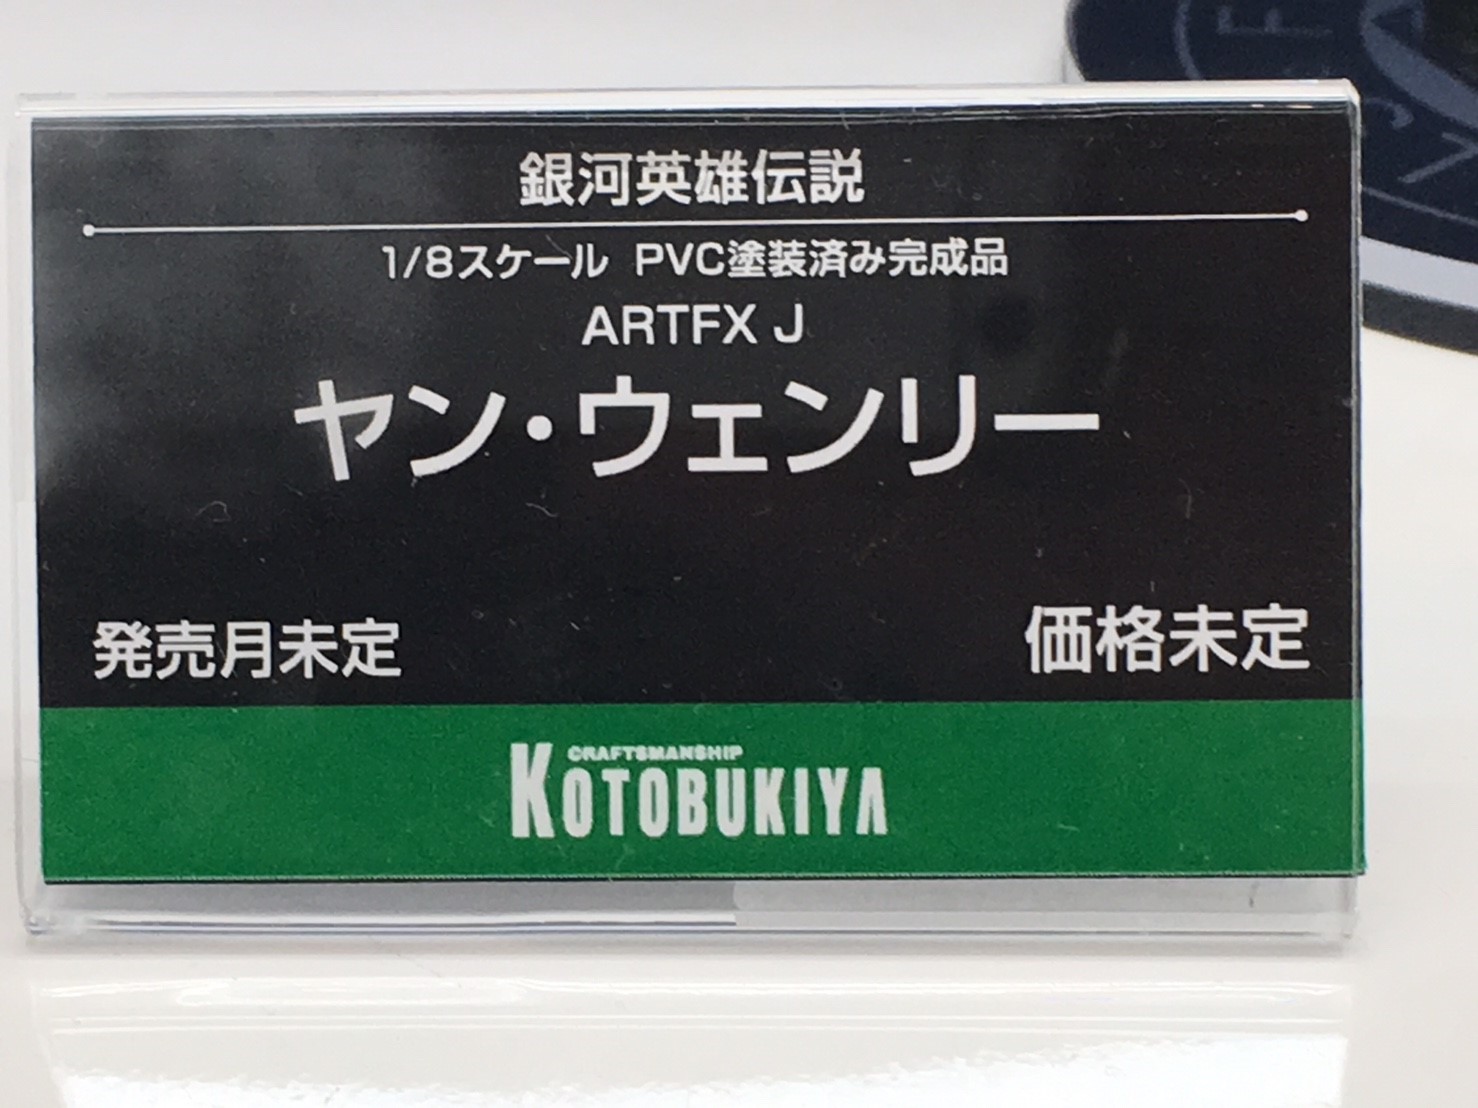 銀河英雄伝説
1/8スケール PVC塗装済み完成品
ARTFX J
ヤン・ウェンリー
発売月未定 価格未定
CRAFTSMANSHIP
KOTOBUKIYA